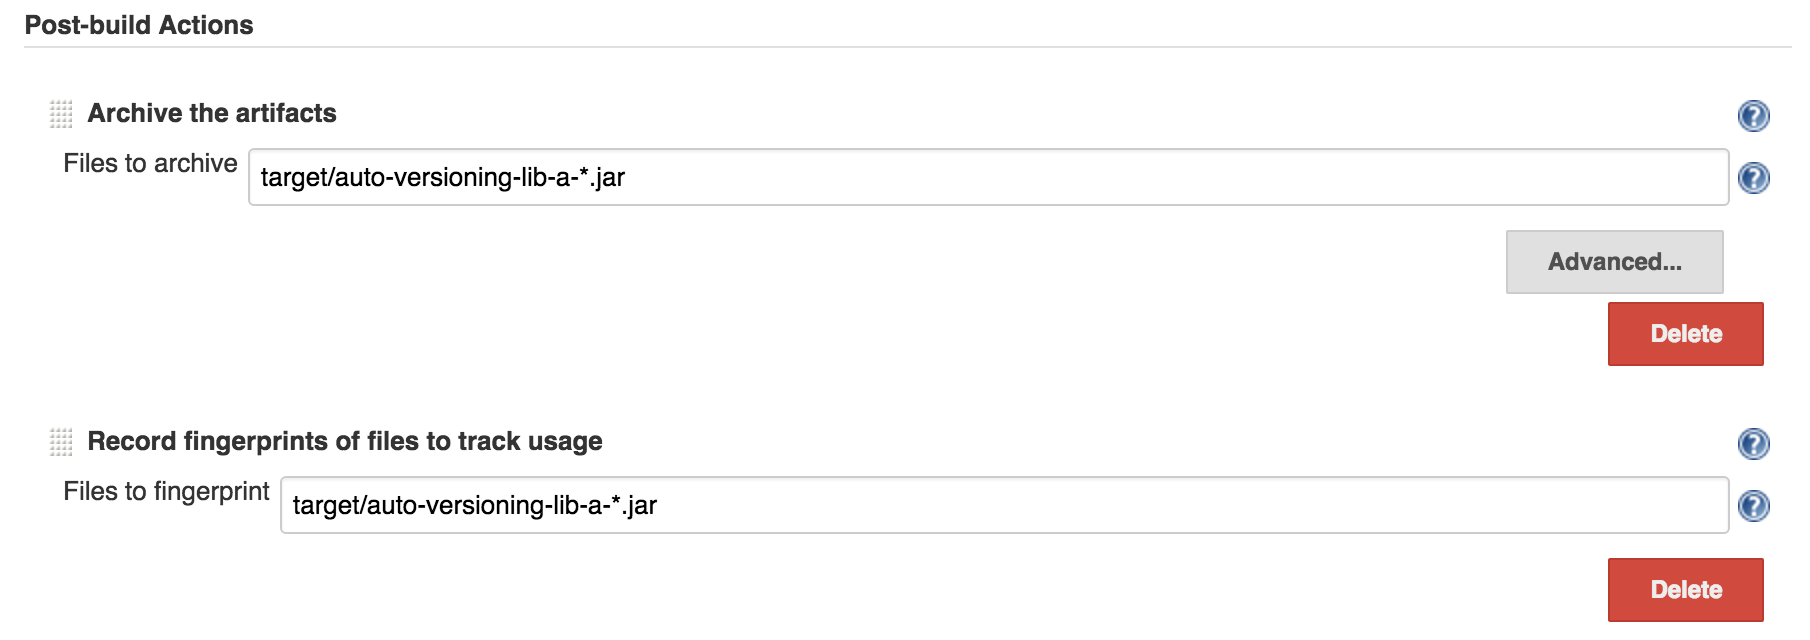 Post-build Actions
Archive the artifacts
Files to archive target/auto-versioning-lib-a-*.jar
Advanced...
Delete
Record fingerprints of files to track usage
Files to fingerprint target/auto-versioning-lib-a-*.jar
Delete